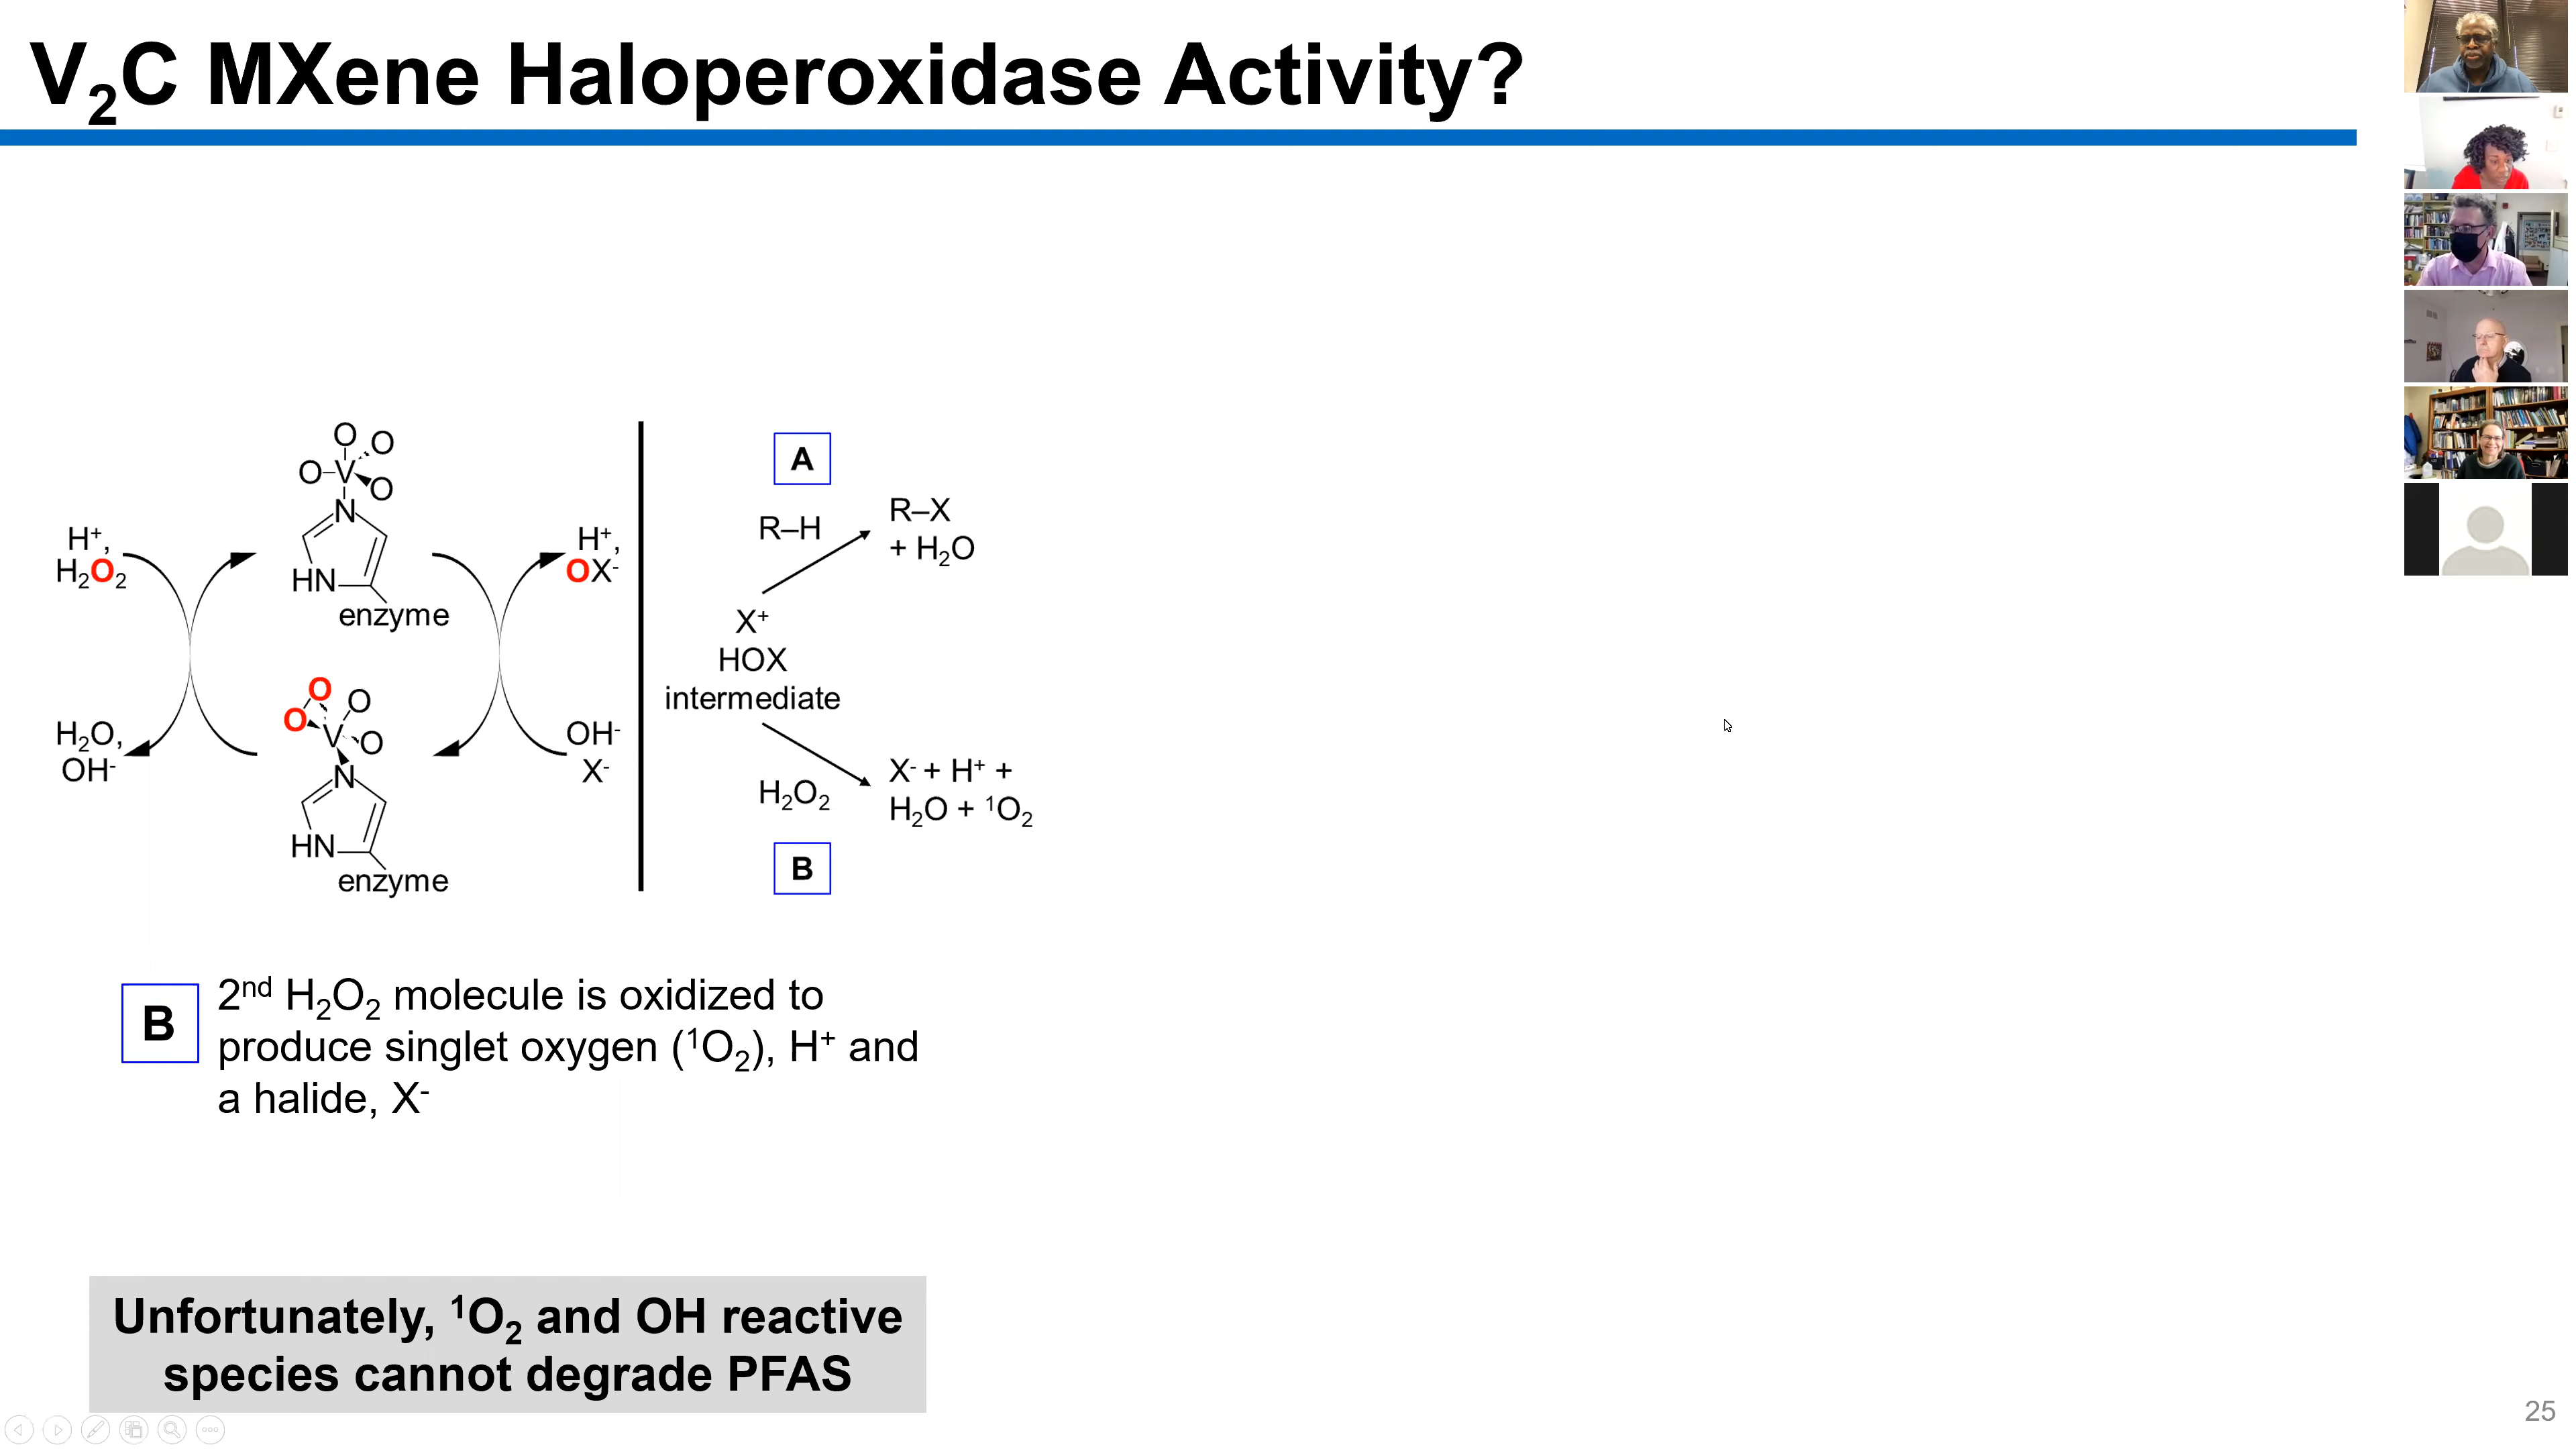 V₂C MXene Haloperoxidase Activity?
O
O
O–V
O
N
HN
enzyme
H⁺,
H₂O₂
H⁺,
OX⁻
O
O
O
V
O
N
HN
enzyme
H₂O,
OH⁻
OH⁻
X⁻
A
R–H
R–X
+ H₂O
X⁺
HOX
intermediate
H₂O₂
X⁻ + H⁺ +
H₂O + ¹O₂
B
B
2ⁿᵈ H₂O₂ molecule is oxidized to
produce singlet oxygen (¹O₂), H⁺ and
a halide, X⁻
Unfortunately, ¹O₂ and OH reactive
species cannot degrade PFAS
25